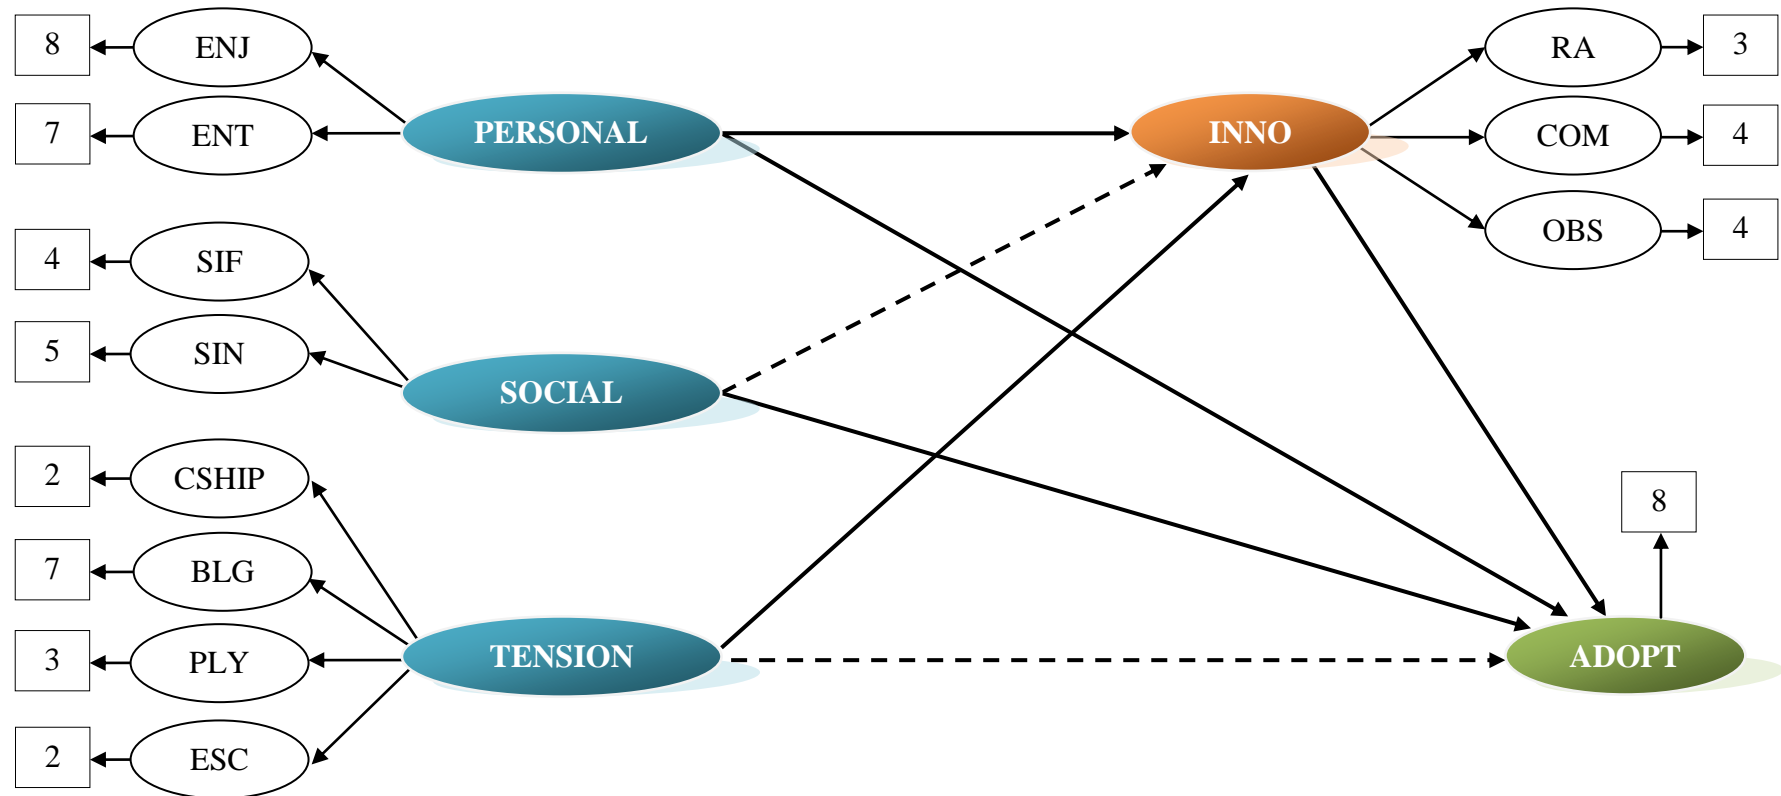 8 ENJ RA 3
7 ENT PERSONAL INNO COM 4
4 SIF OBS 4
5 SIN
SOCIAL
2 CSHIP
8
7 BLG
3 PLY TENSION ADOPT
2 ESC